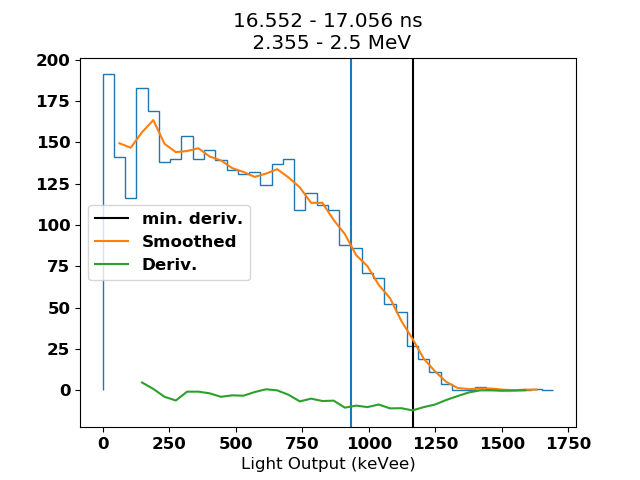 16.552 - 17.056 ns
2.355 - 2.5 MeV
200
175
150
125
100
75
50
25
0
min. deriv.
Smoothed
Deriv.
0 250 500 750 1000 1250 1500 1750
Light Output (keVee)